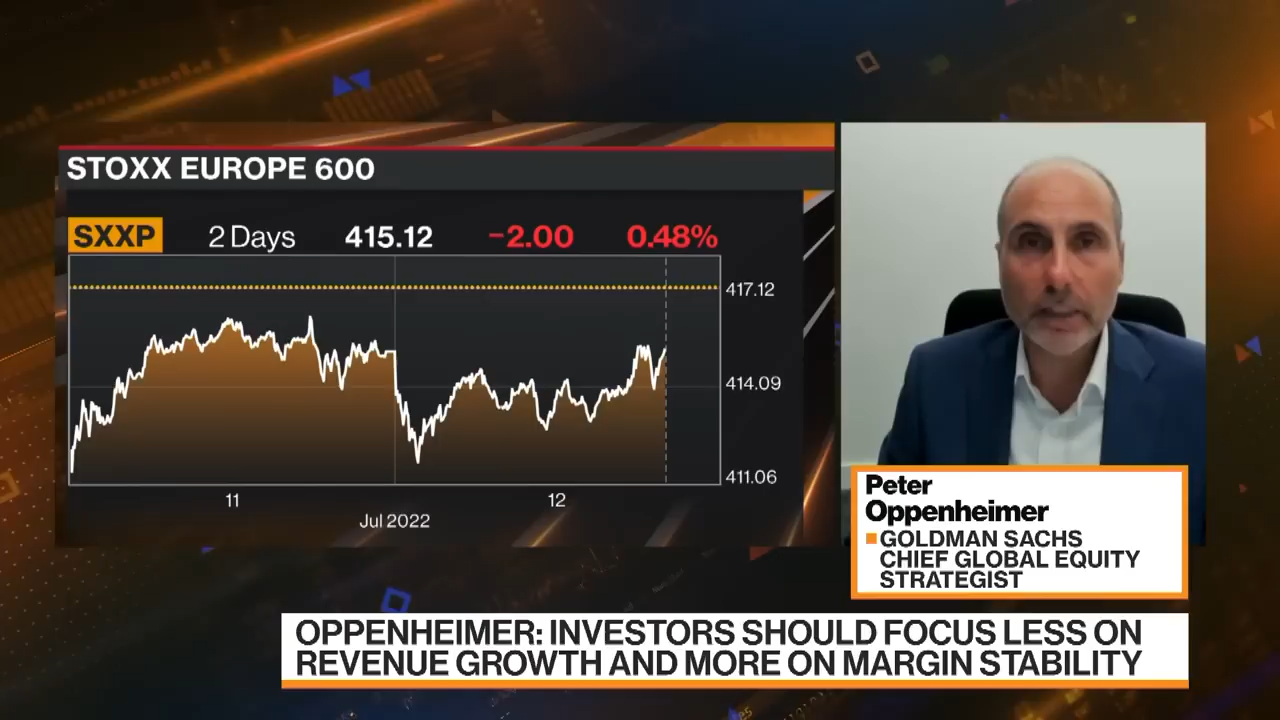 STOXX EUROPE 600
SXXP 2 Days 415.12 -2.00 0.48%
417.12
414.09
411.06
11 12
Jul 2022
Peter
Oppenheimer
GOLDMAN SACHS
CHIEF GLOBAL EQUITY
STRATEGIST
OPPENHEIMER: INVESTORS SHOULD FOCUS LESS ON
REVENUE GROWTH AND MORE ON MARGIN STABILITY